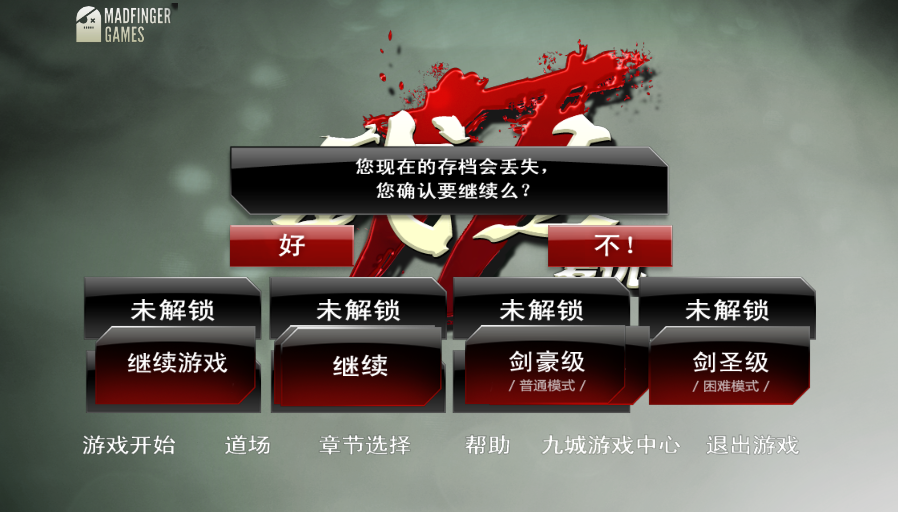 MADFINGER
GAMES
您现在的存档会丢失，
您确认要继续么？
好
不！
未解锁
未解锁
未解锁
未解锁
继续游戏
继续
剑豪级
/ 普通模式 /
剑圣级
/ 困难模式 /
游戏开始
道场
章节选择
帮助
九城游戏中心
退出游戏